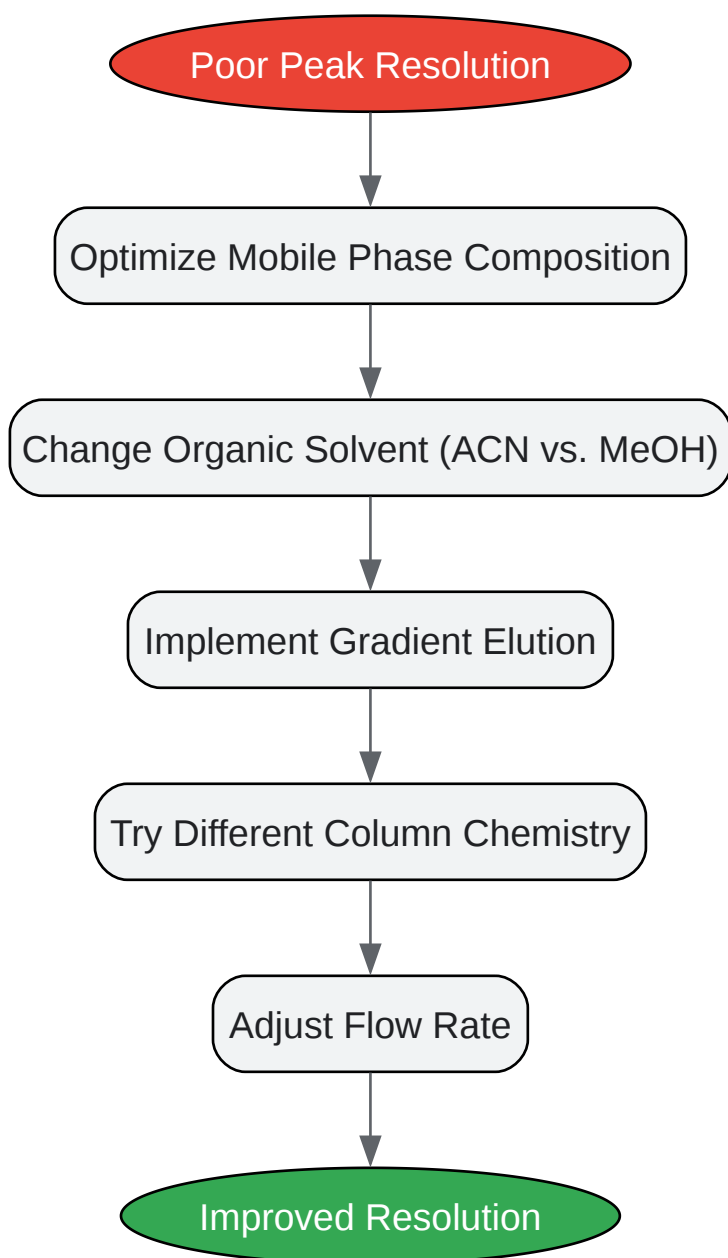 Poor Peak Resolution
Optimize Mobile Phase Composition
Change Organic Solvent (ACN vs. MeOH)
Implement Gradient Elution
Try Different Column Chemistry
Adjust Flow Rate
Improved Resolution